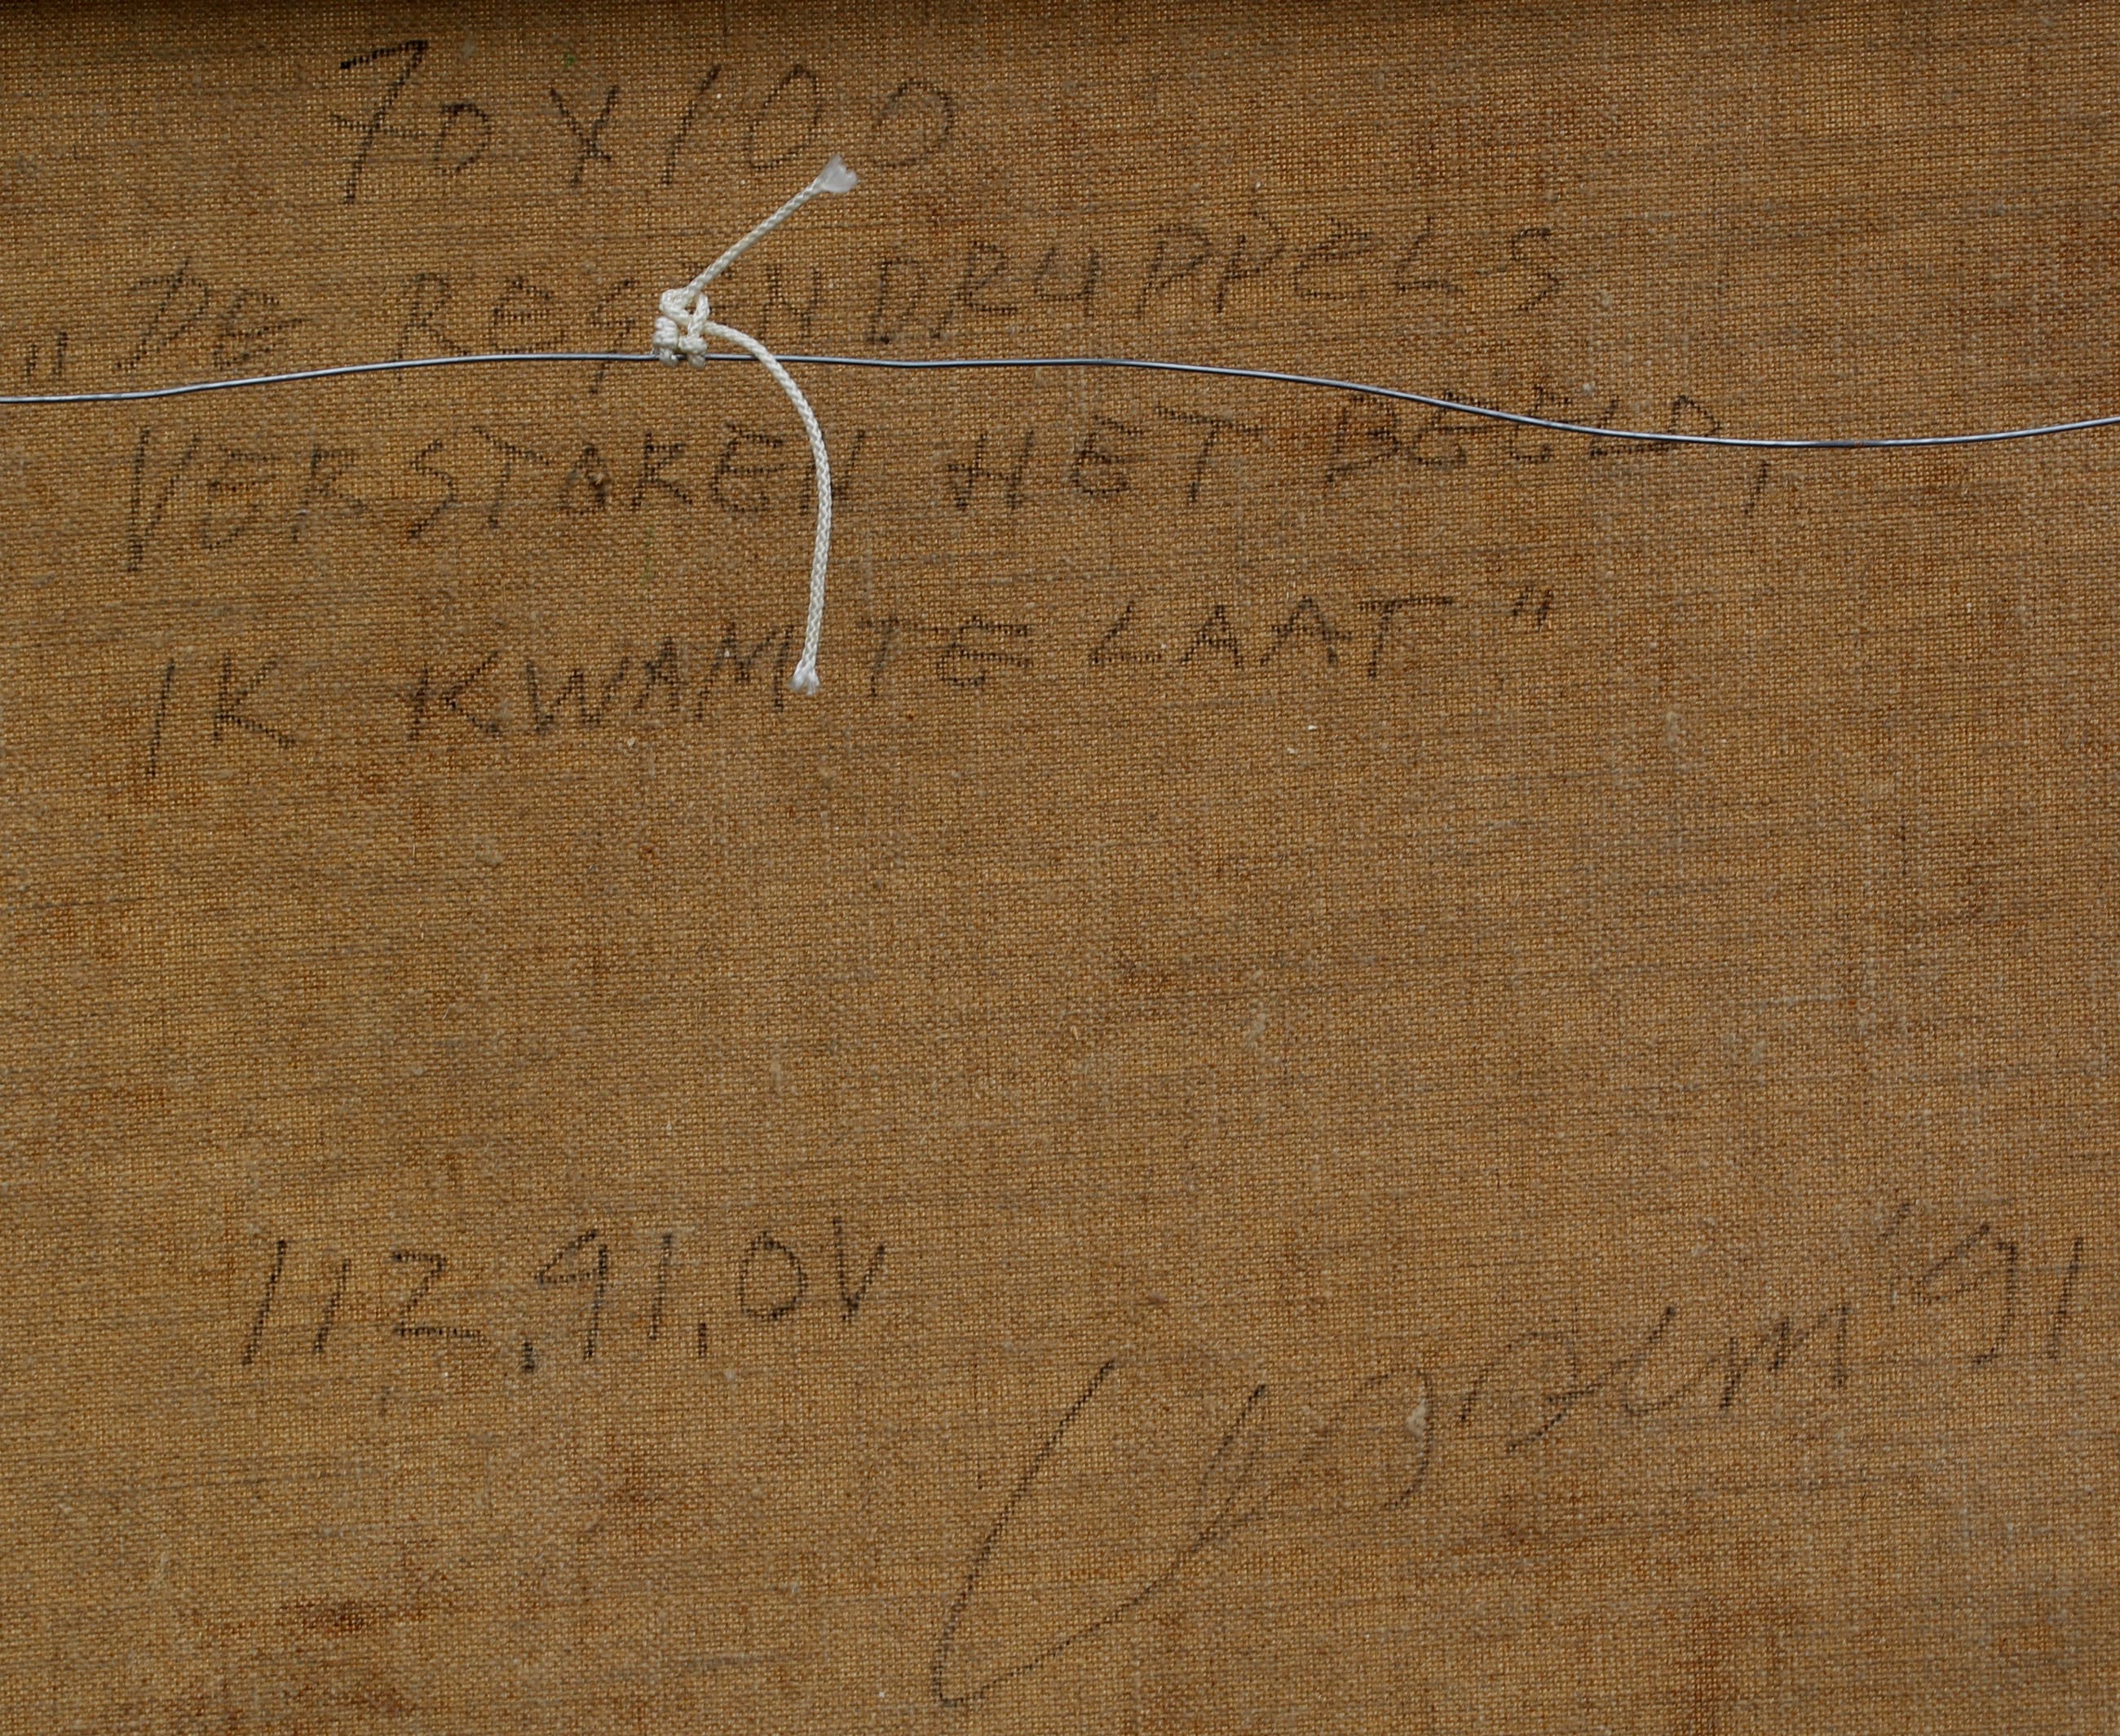 70 X 100
„DE REGENDRUPPELS
VERSTAKEN HET BEELD,
IK KWAM TE LAAT"
112,91,OV
'91